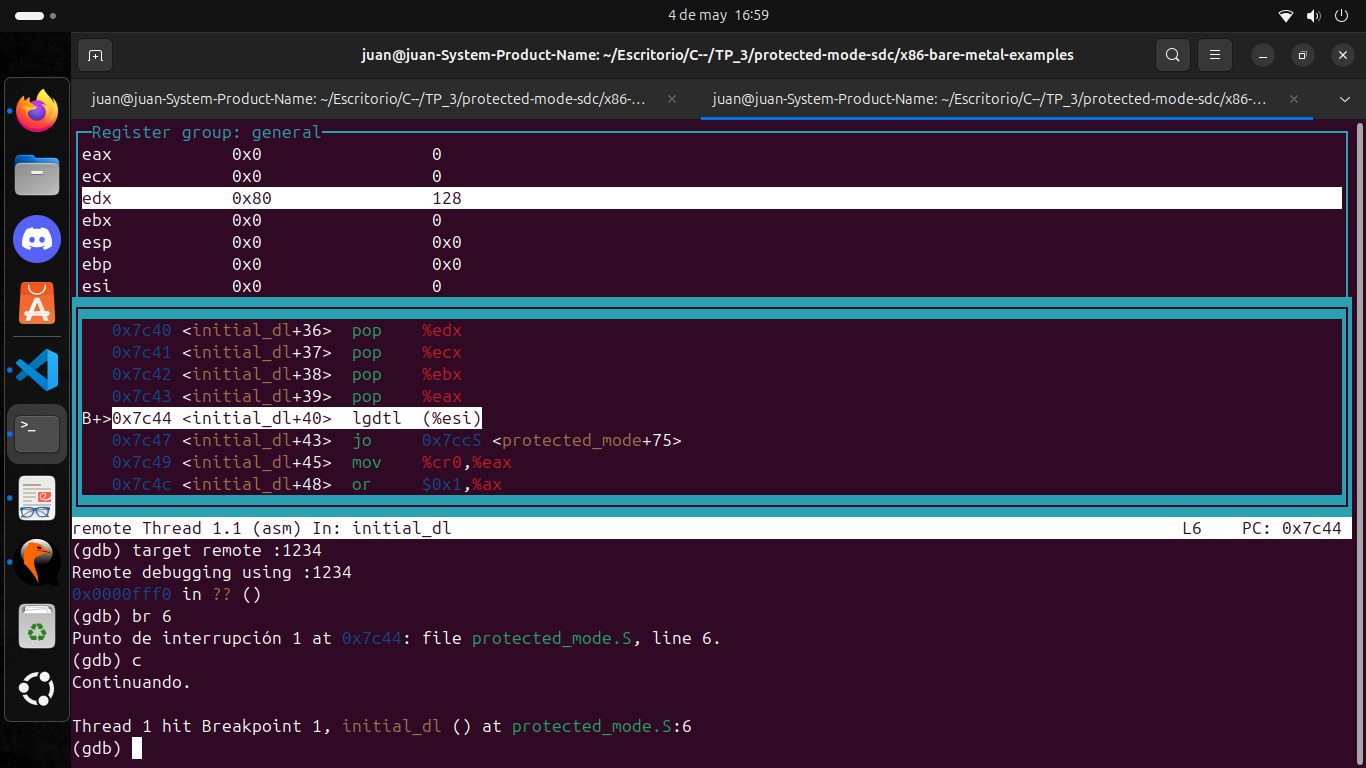 4 de may 16:59
juan@juan-System-Product-Name: ~/Escritorio/C--/TP_3/protected-mode-sdc/x86-bare-metal-examples
juan@juan-System-Product-Name: ~/Escritorio/C--/TP_3/protected-mode-sdc/x86-...
juan@juan-System-Product-Name: ~/Escritorio/C--/TP_3/protected-mode-sdc/x86-...
Register group: general
eax 0x0 0
ecx 0x0 0
edx 0x80 128
ebx 0x0 0
esp 0x0 0x0
ebp 0x0 0x0
esi 0x0 0
0x7c40 <initial_dl+36> pop %edx
0x7c41 <initial_dl+37> pop %ecx
0x7c42 <initial_dl+38> pop %ebx
0x7c43 <initial_dl+39> pop %eax
B+>0x7c44 <initial_dl+40> lgdtl (%esi)
0x7c47 <initial_dl+43> jo 0x7cc5 <protected_mode+75>
0x7c49 <initial_dl+45> mov %cr0,%eax
0x7c4c <initial_dl+48> or $0x1,%ax
remote Thread 1.1 (asm) In: initial_dl L6 PC: 0x7c44
(gdb) target remote :1234
Remote debugging using :1234
0x0000fff0 in ?? ()
(gdb) br 6
Punto de interrupción 1 at 0x7c44: file protected_mode.S, line 6.
(gdb) c
Continuando.
Thread 1 hit Breakpoint 1, initial_dl () at protected_mode.S:6
(gdb)